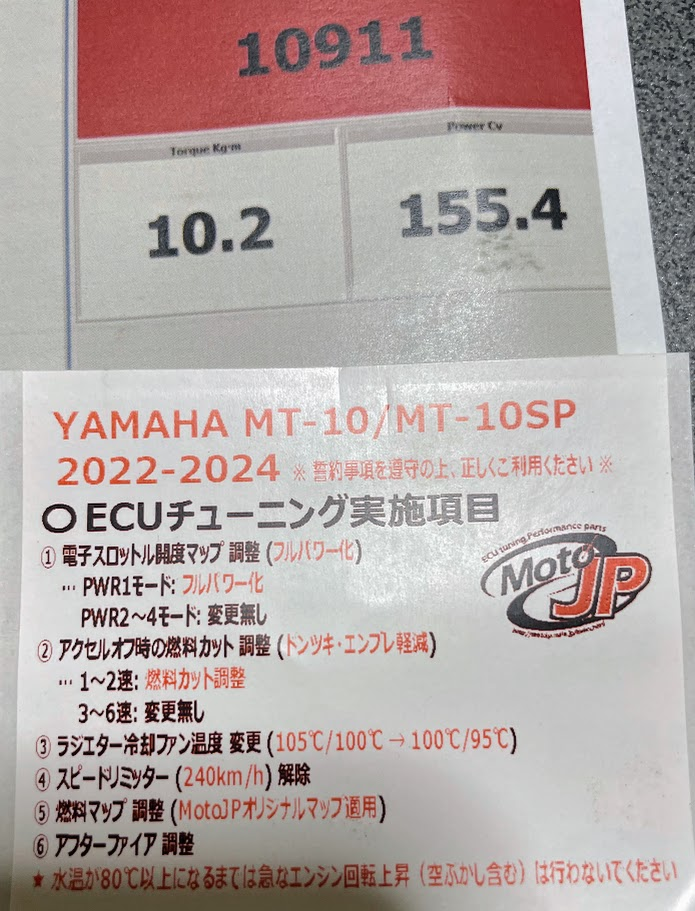 10911
Torque Kg·m
Power Cv
10.2
155.4
YAMAHA MT-10/MT-10SP
2022-2024 ※ 誓約事項を遵守の上、正しくご利用ください ※
〇ECUチューニング実施項目
① 電子スロットル開度マップ 調整 (フルパワー化)
… PWR1モード: フルパワー化
PWR2～4モード: 変更無し
② アクセルオフ時の燃料カット 調整 (ドンツキ・エンブレ軽減)
… 1～2速: 燃料カット調整
3～6速: 変更無し
③ ラジエター冷却ファン温度 変更 (105℃/100℃ → 100℃/95℃)
④ スピードリミッター (240km/h) 解除
⑤ 燃料マップ 調整 (MotoJPオリジナルマップ適用)
⑥ アフターファイア 調整
★ 水温が80℃以上になるまでは急なエンジン回転上昇（空ふかし含む）は行わないでください
ECU tuning,Performance parts
Moto JP